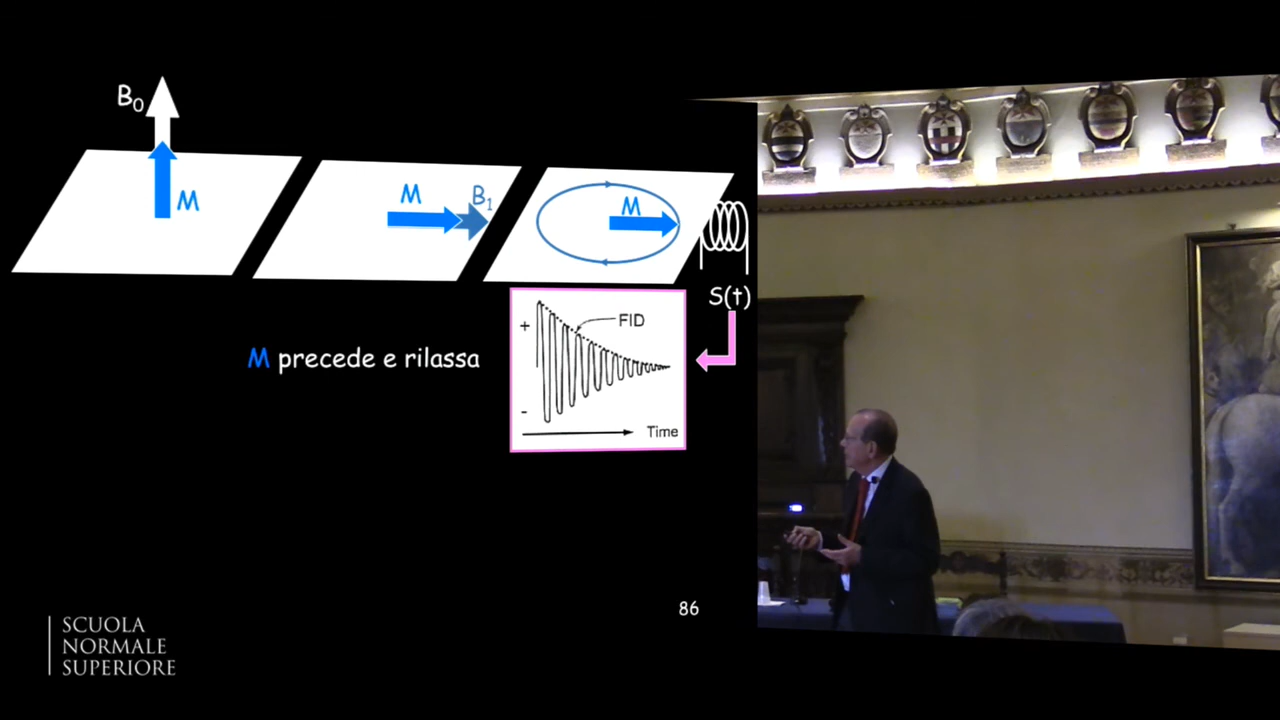 B₀
M
M
B₁
M
S(t)
M precede e rilassa
+
FID
-
Time
86
SCUOLA
NORMALE
SUPERIORE